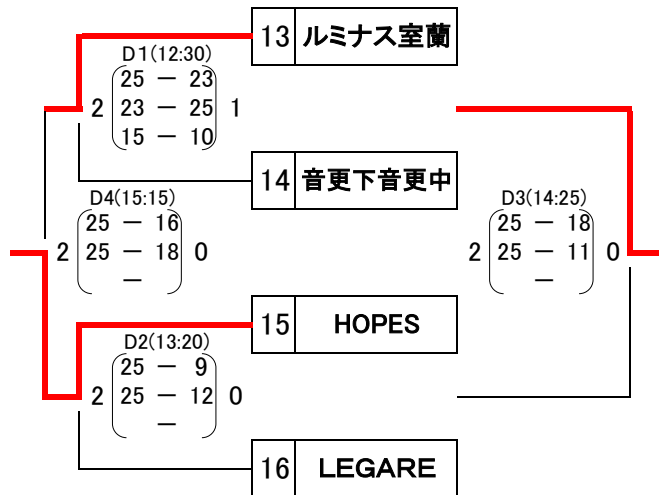 13 ルミナス室蘭
D1(12:30)
25 － 23
2 23 － 25 1
15 － 10
14 音更下音更中
D4(15:15)
25 － 16
2 25 － 18 0
－
D3(14:25)
25 － 18
2 25 － 11 0
－
15 HOPES
D2(13:20)
25 － 9
2 25 － 12 0
－
16 LEGARE